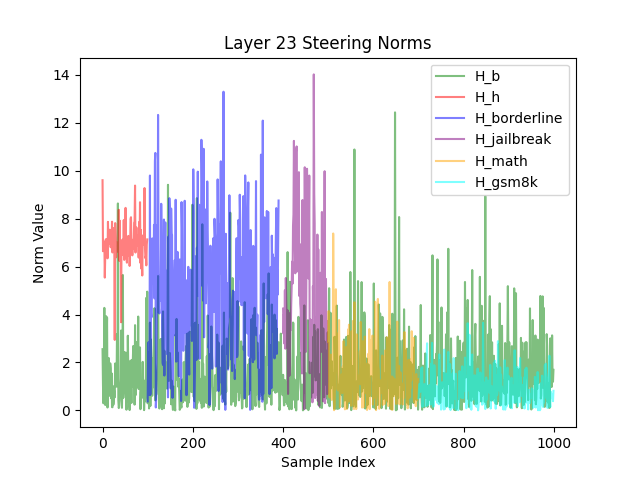 Layer 23 Steering Norms
Norm Value
14
12
10
8
6
4
2
0
H_b
H_h
H_borderline
H_jailbreak
H_math
H_gsm8k
0
200
400
600
800
1000
Sample Index